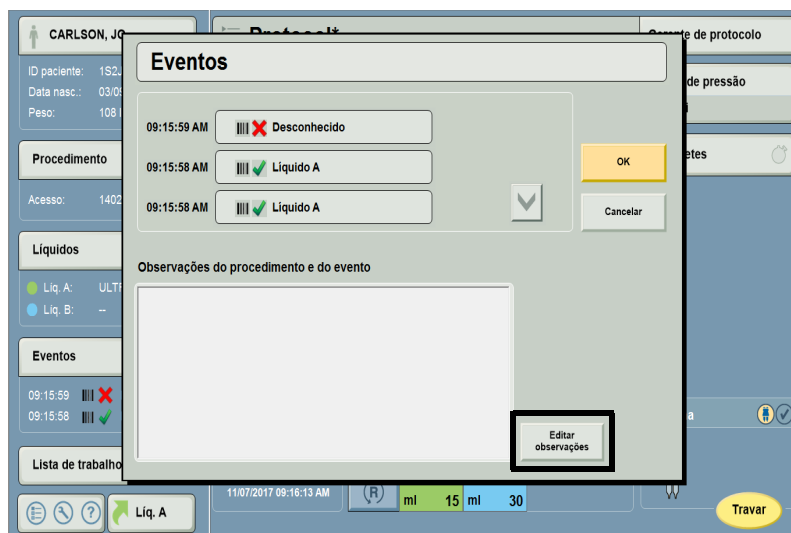 CARLSON, JO
ID paciente: 1S2
Data nasc.: 03/0
Peso: 108
Procedimento
Acesso: 1402
Líquidos
Líq. A: ULT
Líq. B: --
Eventos
09:15:59
09:15:58
Lista de trabalho
Líq. A
Protocol*
te de protocolo
de pressão
etes
Eventos
09:15:59 AM Desconhecido
09:15:58 AM Líquido A
09:15:58 AM Líquido A
OK
Cancelar
Observações do procedimento e do evento
Editar
observações
11/07/2017 09:16:13 AM
R
ml 15 ml 30
a
Travar